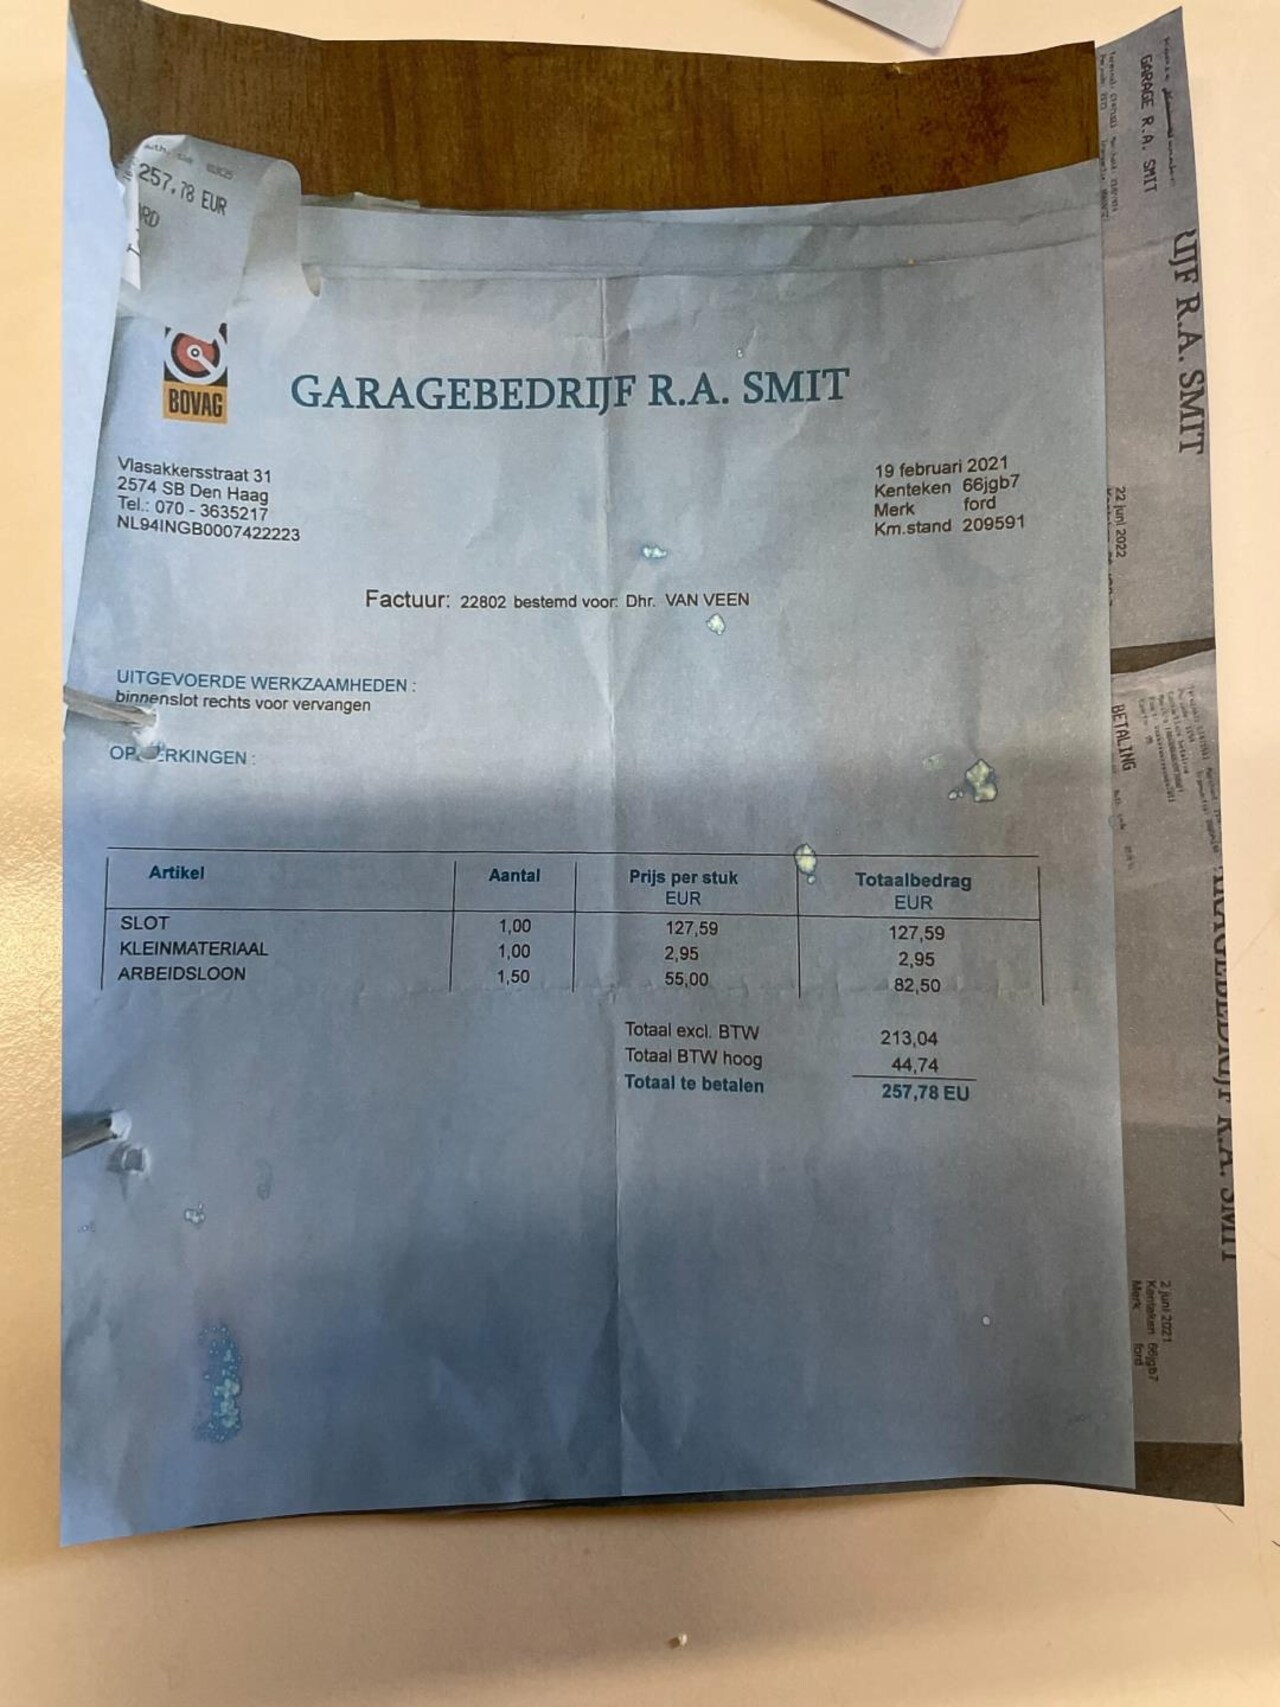 257,78 EUR
BOVAG
GARAGEBEDRIJF R.A. SMIT
Vlasakkersstraat 31
2574 SB Den Haag
Tel.: 070 - 3635217
NL94INGB0007422223
19 februari 2021
Kenteken 66jgb7
Merk ford
Km.stand 209591
Factuur: 22802 bestemd voor: Dhr. VAN VEEN
UITGEVOERDE WERKZAAMHEDEN :
binnenslot rechts voor vervangen
OP ERKINGEN :
Artikel Aantal Prijs per stuk Totaalbedrag
EUR EUR
SLOT 1,00 127,59 127,59
KLEINMATERIAAL 1,00 2,95 2,95
ARBEIDSLOON 1,50 55,00 82,50
Totaal excl. BTW 213,04
Totaal BTW hoog 44,74
Totaal te betalen 257,78 EU
GARAGE R.A. SMIT
IJF R.A. SMIT
22 juni 2022
BETALING
R.A. SMIT
2 juni 2021
Kenteken 66jgb7
Merk ford